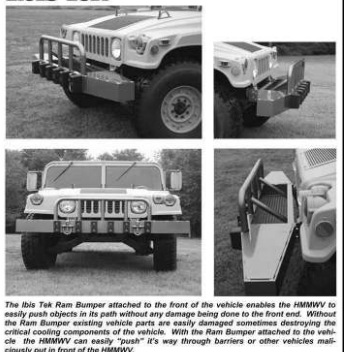 Ibis Tek
The Ibis Tek Ram Bumper attached to the front of the vehicle enables the HMMWV to
easily push objects in its path without any damage being done to the front end. Without
the Ram Bumper existing vehicle parts are easily damaged sometimes destroying the
critical cooling components of the vehicle. With the Ram Bumper attached to the vehi-
cle the HMMWV can easily "push" it's way through barriers or other vehicles mali-
ciously put in front of the HMMWV.